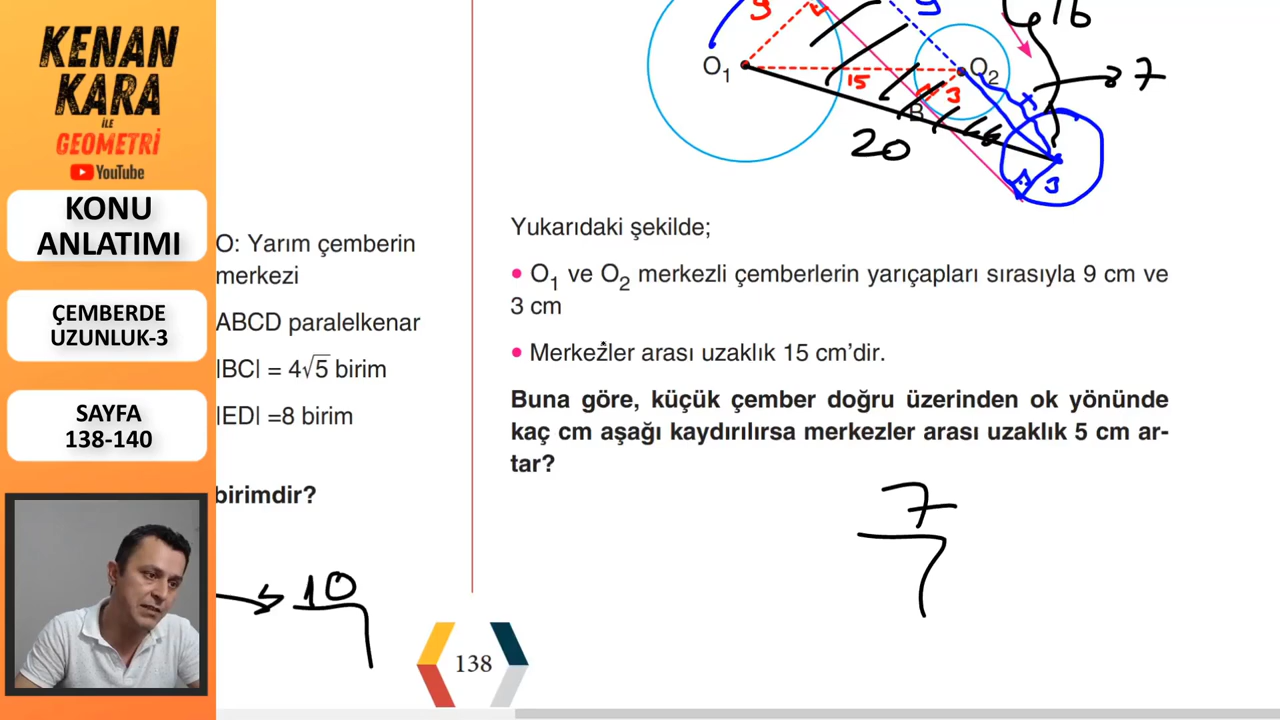 KENAN
KARA
İLE
GEOMETRİ
YouTube
KONU
ANLATIMI
ÇEMBERDE
UZUNLUK-3
SAYFA
138-140
O: Yarım çemberin
merkezi
ABCD paralelkenar
|BC| = 4√5 birim
|ED| =8 birim
birimdir?
10
9
9
16
O₁
15
O₂
3
7
x
B
20
3
Yukarıdaki şekilde;
• O₁ ve O₂ merkezli çemberlerin yarıçapları sırasıyla 9 cm ve
3 cm
• Merkezler arası uzaklık 15 cm'dir.
Buna göre, küçük çember doğru üzerinden ok yönünde
kaç cm aşağı kaydırılırsa merkezler arası uzaklık 5 cm ar-
tar?
7
138